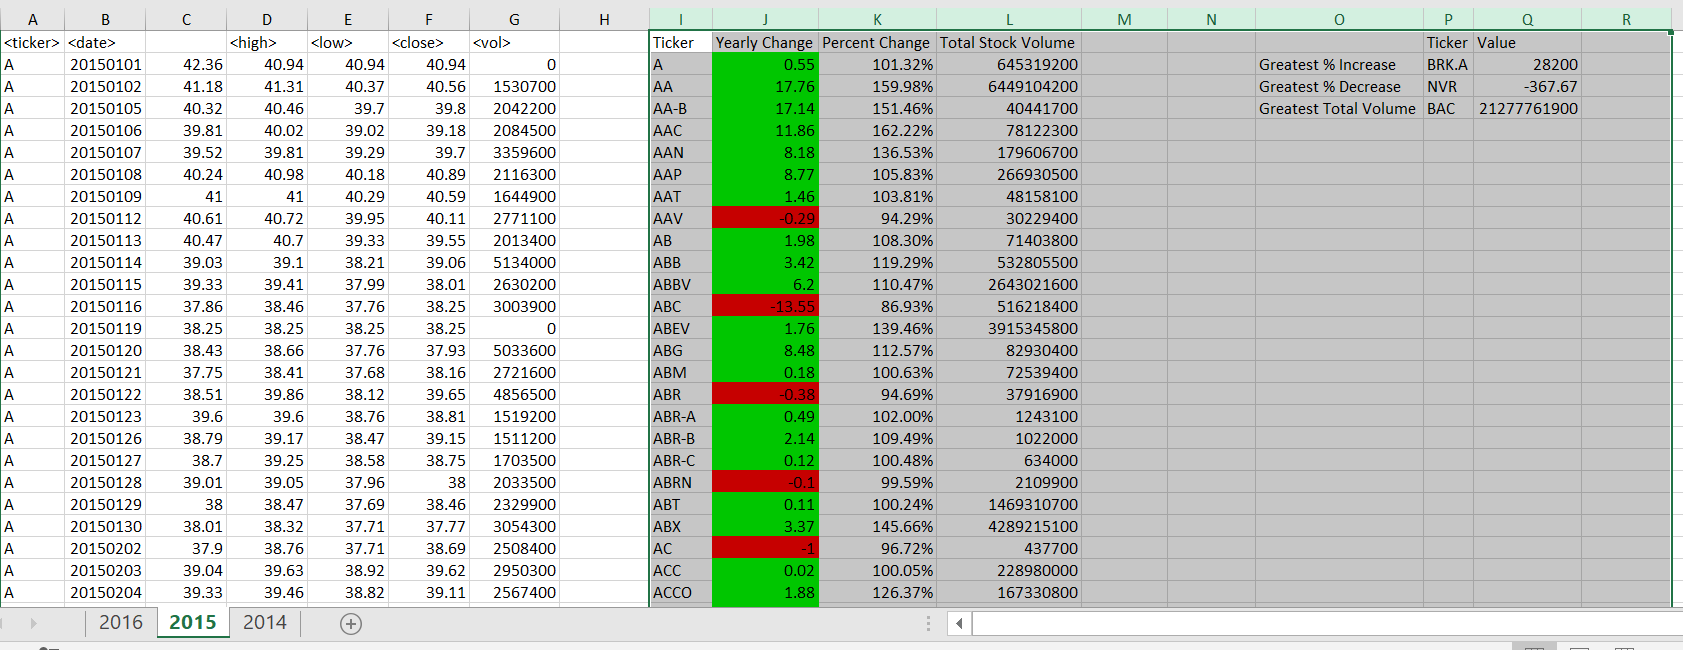 A B C D E F G H I J K L M N O P Q R
<ticker> <date> <high> <low> <close> <vol> Ticker Yearly Change Percent Change Total Stock Volume Ticker Value
A 20150101 42.36 40.94 40.94 40.94 0 A 0.55 101.32% 645319200 Greatest % Increase BRK.A 28200
A 20150102 41.18 41.31 40.37 40.56 1530700 AA 17.76 159.98% 6449104200 Greatest % Decrease NVR -367.67
A 20150105 40.32 40.46 39.7 39.8 2042200 AA-B 17.14 151.46% 40441700 Greatest Total Volume BAC 21277761900
A 20150106 39.81 40.02 39.02 39.18 2084500 AAC 11.86 162.22% 78122300
A 20150107 39.52 39.81 39.29 39.7 3359600 AAN 8.18 136.53% 179606700
A 20150108 40.24 40.98 40.18 40.89 2116300 AAP 8.77 105.83% 266930500
A 20150109 41 41 40.29 40.59 1644900 AAT 1.46 103.81% 48158100
A 20150112 40.61 40.72 39.95 40.11 2771100 AAV -0.29 94.29% 30229400
A 20150113 40.47 40.7 39.33 39.55 2013400 AB 1.98 108.30% 71403800
A 20150114 39.03 39.1 38.21 39.06 5134000 ABB 3.42 119.29% 532805500
A 20150115 39.33 39.41 37.99 38.01 2630200 ABBV 6.2 110.47% 2643021600
A 20150116 37.86 38.46 37.76 38.25 3003900 ABC -13.55 86.93% 516218400
A 20150119 38.25 38.25 38.25 38.25 0 ABEV 1.76 139.46% 3915345800
A 20150120 38.43 38.66 37.76 37.93 5033600 ABG 8.48 112.57% 82930400
A 20150121 37.75 38.41 37.68 38.16 2721600 ABM 0.18 100.63% 72539400
A 20150122 38.51 39.86 38.12 39.65 4856500 ABR -0.38 94.69% 37916900
A 20150123 39.6 39.6 38.76 38.81 1519200 ABR-A 0.49 102.00% 1243100
A 20150126 38.79 39.17 38.47 39.15 1511200 ABR-B 2.14 109.49% 1022000
A 20150127 38.7 39.25 38.58 38.75 1703500 ABR-C 0.12 100.48% 634000
A 20150128 39.01 39.05 37.96 38 2033500 ABRN -0.1 99.59% 2109900
A 20150129 38 38.47 37.69 38.46 2329900 ABT 0.11 100.24% 1469310700
A 20150130 38.01 38.32 37.71 37.77 3054300 ABX 3.37 145.66% 4289215100
A 20150202 37.9 38.76 37.71 38.69 2508400 AC -1 96.72% 437700
A 20150203 39.04 39.63 38.92 39.62 2950300 ACC 0.02 100.05% 228980000
A 20150204 39.33 39.46 38.82 39.11 2567400 ACCO 1.88 126.37% 167330800
2016 2015 2014